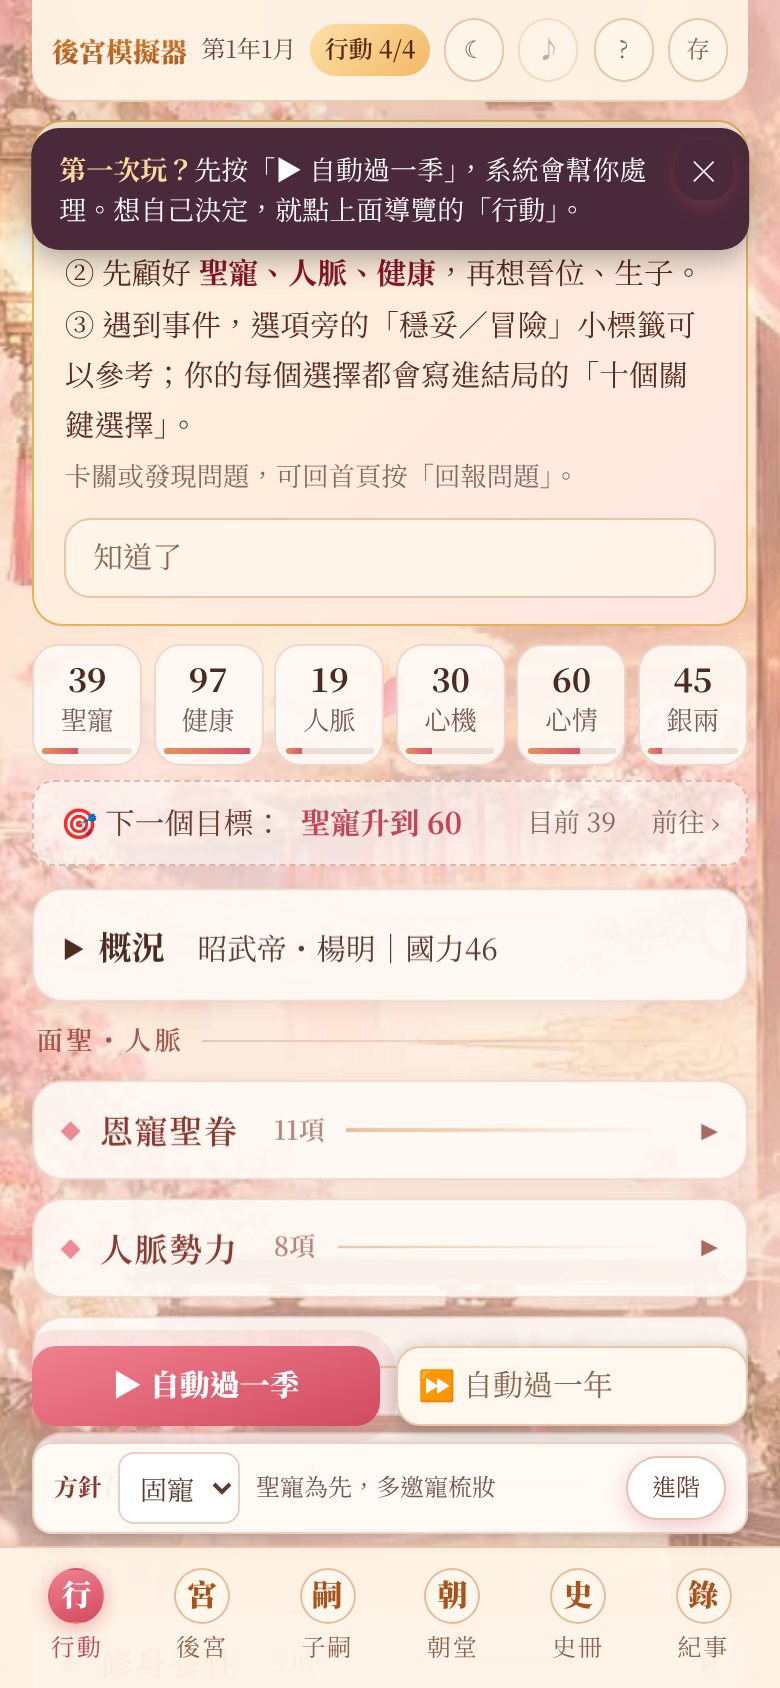 後宮模擬器 第1年1月 行動 4/4 ☾ ♪ ? 存
第一次玩？先按「▶ 自動過一季」，系統會幫你處
理。想自己決定，就點上面導覽的「行動」。
② 先顧好 聖寵、人脈、健康，再想晉位、生子。
③ 遇到事件，選項旁的「穩妥／冒險」小標籤可
以參考；你的每個選擇都會寫進結局的「十個關
鍵選擇」。
卡關或發現問題，可回首頁按「回報問題」。
知道了
39 97 19 30 60 45
聖寵 健康 人脈 心機 心情 銀兩
🎯 下一個目標： 聖寵升到 60 目前 39 前往 ›
▶ 概況 昭武帝・楊明｜國力46
面聖・人脈
◆ 恩寵聖眷 11項 ▶
◆ 人脈勢力 8項 ▶
▶ 自動過一季 ⏩ 自動過一年
方針 固寵 聖寵為先，多邀寵梳妝 進階
行 宮 嗣 朝 史 錄
行動 後宮 子嗣 朝堂 史冊 紀事
修身養性 7項